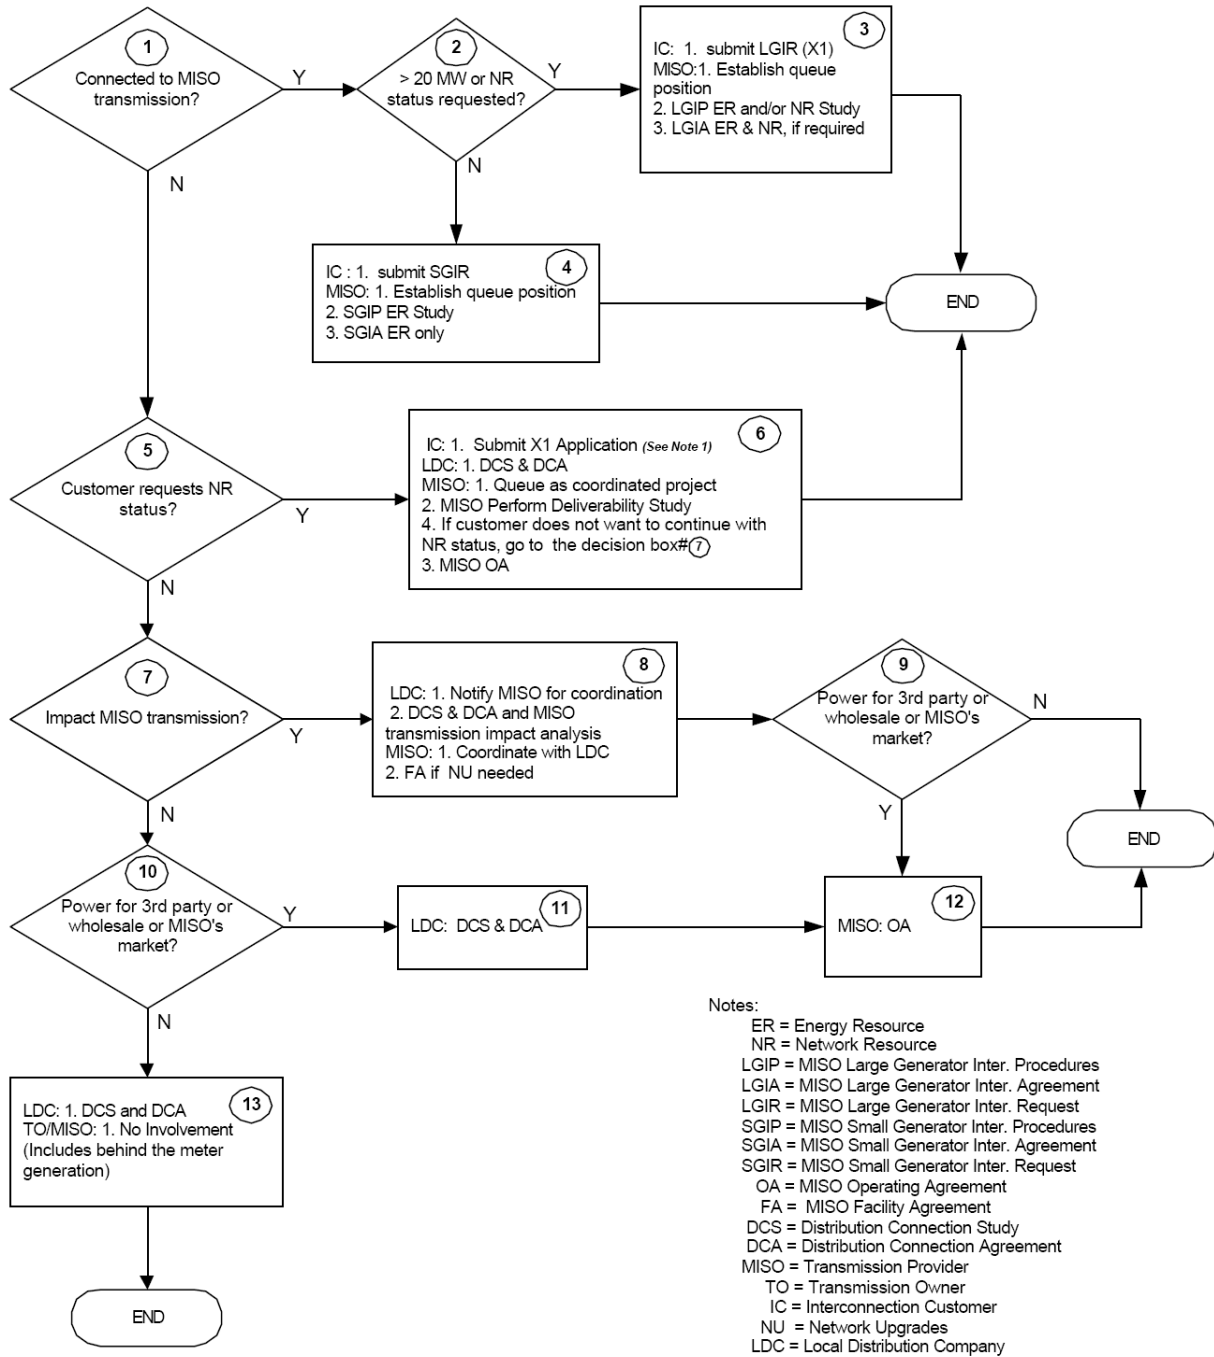 1
Connected to MISO
transmission?
Y
N
2
> 20 MW or NR
status requested?
Y
N
3
IC: 1. submit LGIR (X1)
MISO:1. Establish queue
position
2. LGIP ER and/or NR Study
3. LGIA ER & NR, if required
4
IC : 1. submit SGIR
MISO: 1. Establish queue position
2. SGIP ER Study
3. SGIA ER only
END
5
Customer requests NR
status?
Y
N
6
IC: 1. Submit X1 Application (See Note 1)
LDC: 1. DCS & DCA
MISO: 1. Queue as coordinated project
2. MISO Perform Deliverability Study
4. If customer does not want to continue with
NR status, go to the decision box# 7
3. MISO OA
7
Impact MISO transmission?
Y
N
8
LDC: 1. Notify MISO for coordination
2. DCS & DCA and MISO
transmission impact analysis
MISO: 1. Coordinate with LDC
2. FA if NU needed
9
Power for 3rd party or
wholesale or MISO's
market?
N
Y
END
10
Power for 3rd party or
wholesale or MISO's
market?
Y
N
11
LDC: DCS & DCA
12
MISO: OA
13
LDC: 1. DCS and DCA
TO/MISO: 1. No Involvement
(Includes behind the meter
generation)
END
Notes:
ER = Energy Resource
NR = Network Resource
LGIP = MISO Large Generator Inter. Procedures
LGIA = MISO Large Generator Inter. Agreement
LGIR = MISO Large Generator Inter. Request
SGIP = MISO Small Generator Inter. Procedures
SGIA = MISO Small Generator Inter. Agreement
SGIR = MISO Small Generator Inter. Request
OA = MISO Operating Agreement
FA = MISO Facility Agreement
DCS = Distribution Connection Study
DCA = Distribution Connection Agreement
MISO = Transmission Provider
TO = Transmission Owner
IC = Interconnection Customer
NU = Network Upgrades
LDC = Local Distribution Company